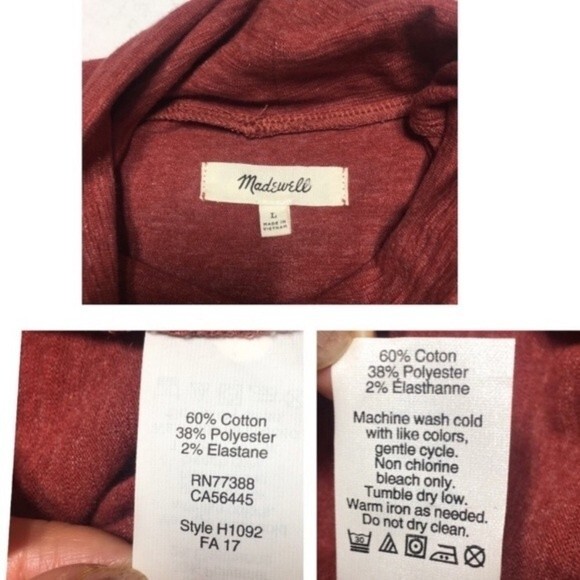 Madewell
L
MADE IN
VIETNAM
60% Cotton
38% Polyester
2% Elastane
RN77388
CA56445
Style H1092
FA 17
60% Coton
38% Polyester
2% Élasthanne
Machine wash cold
with like colors,
gentle cycle.
Non chlorine
bleach only.
Tumble dry low.
Warm iron as needed.
Do not dry clean.
30